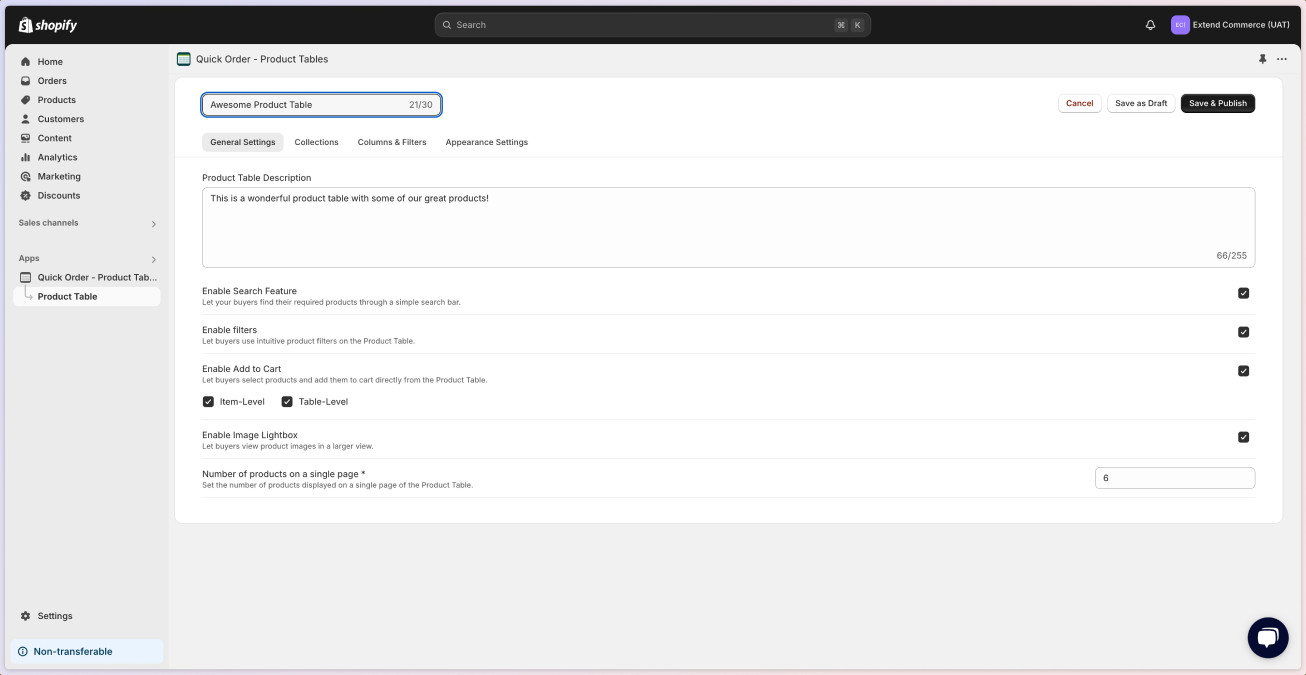 shopify
Search
⌘ K
EC(
Extend Commerce (UAT)
Home
Orders
Products
Customers
Content
Analytics
Marketing
Discounts
Sales channels
Apps
Quick Order - Product Tab...
Product Table
Settings
Non-transferable
Quick Order - Product Tables
Awesome Product Table 21/30
Cancel
Save as Draft
Save & Publish
General Settings
Collections
Columns & Filters
Appearance Settings
Product Table Description
This is a wonderful product table with some of our great products!
66/255
Enable Search Feature
Let your buyers find their required products through a simple search bar.
Enable filters
Let buyers use intuitive product filters on the Product Table.
Enable Add to Cart
Let buyers select products and add them to cart directly from the Product Table.
Item-Level
Table-Level
Enable Image Lightbox
Let buyers view product images in a larger view.
Number of products on a single page *
Set the number of products displayed on a single page of the Product Table.
6